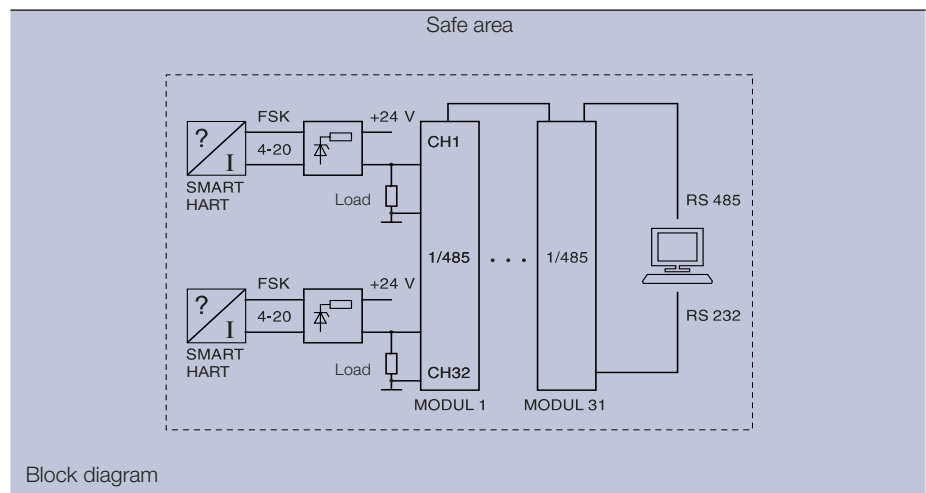 Safe area
FSK
+24 V
?
I
4-20
CH1
SMART
HART
Load
RS 485
1/485
. . .
1/485
FSK
+24 V
?
I
4-20
RS 232
SMART
HART
Load
CH32
MODUL 1
MODUL 31
Block diagram